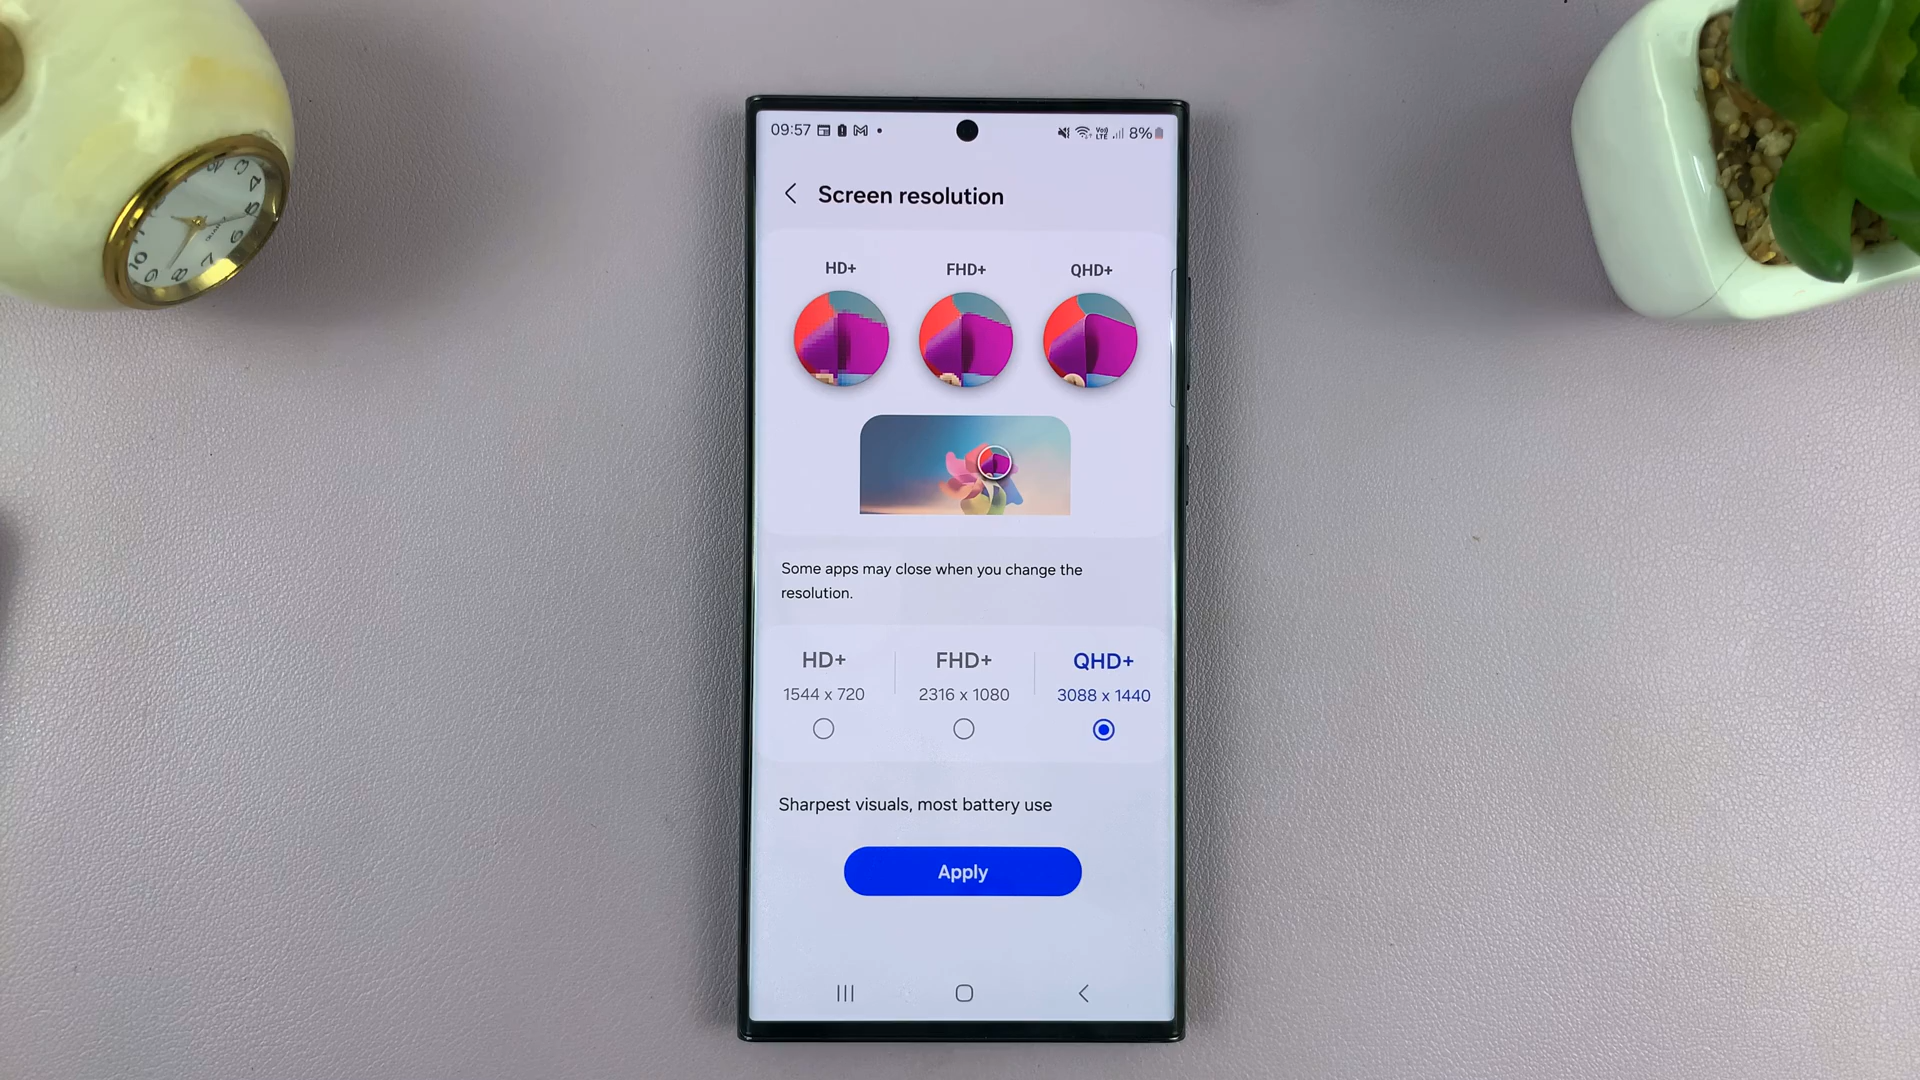 09:57
8%
Screen resolution
HD+ FHD+ QHD+
Some apps may close when you change the
resolution.
HD+ FHD+ QHD+
1544 x 720 2316 x 1080 3088 x 1440
Sharpest visuals, most battery use
Apply